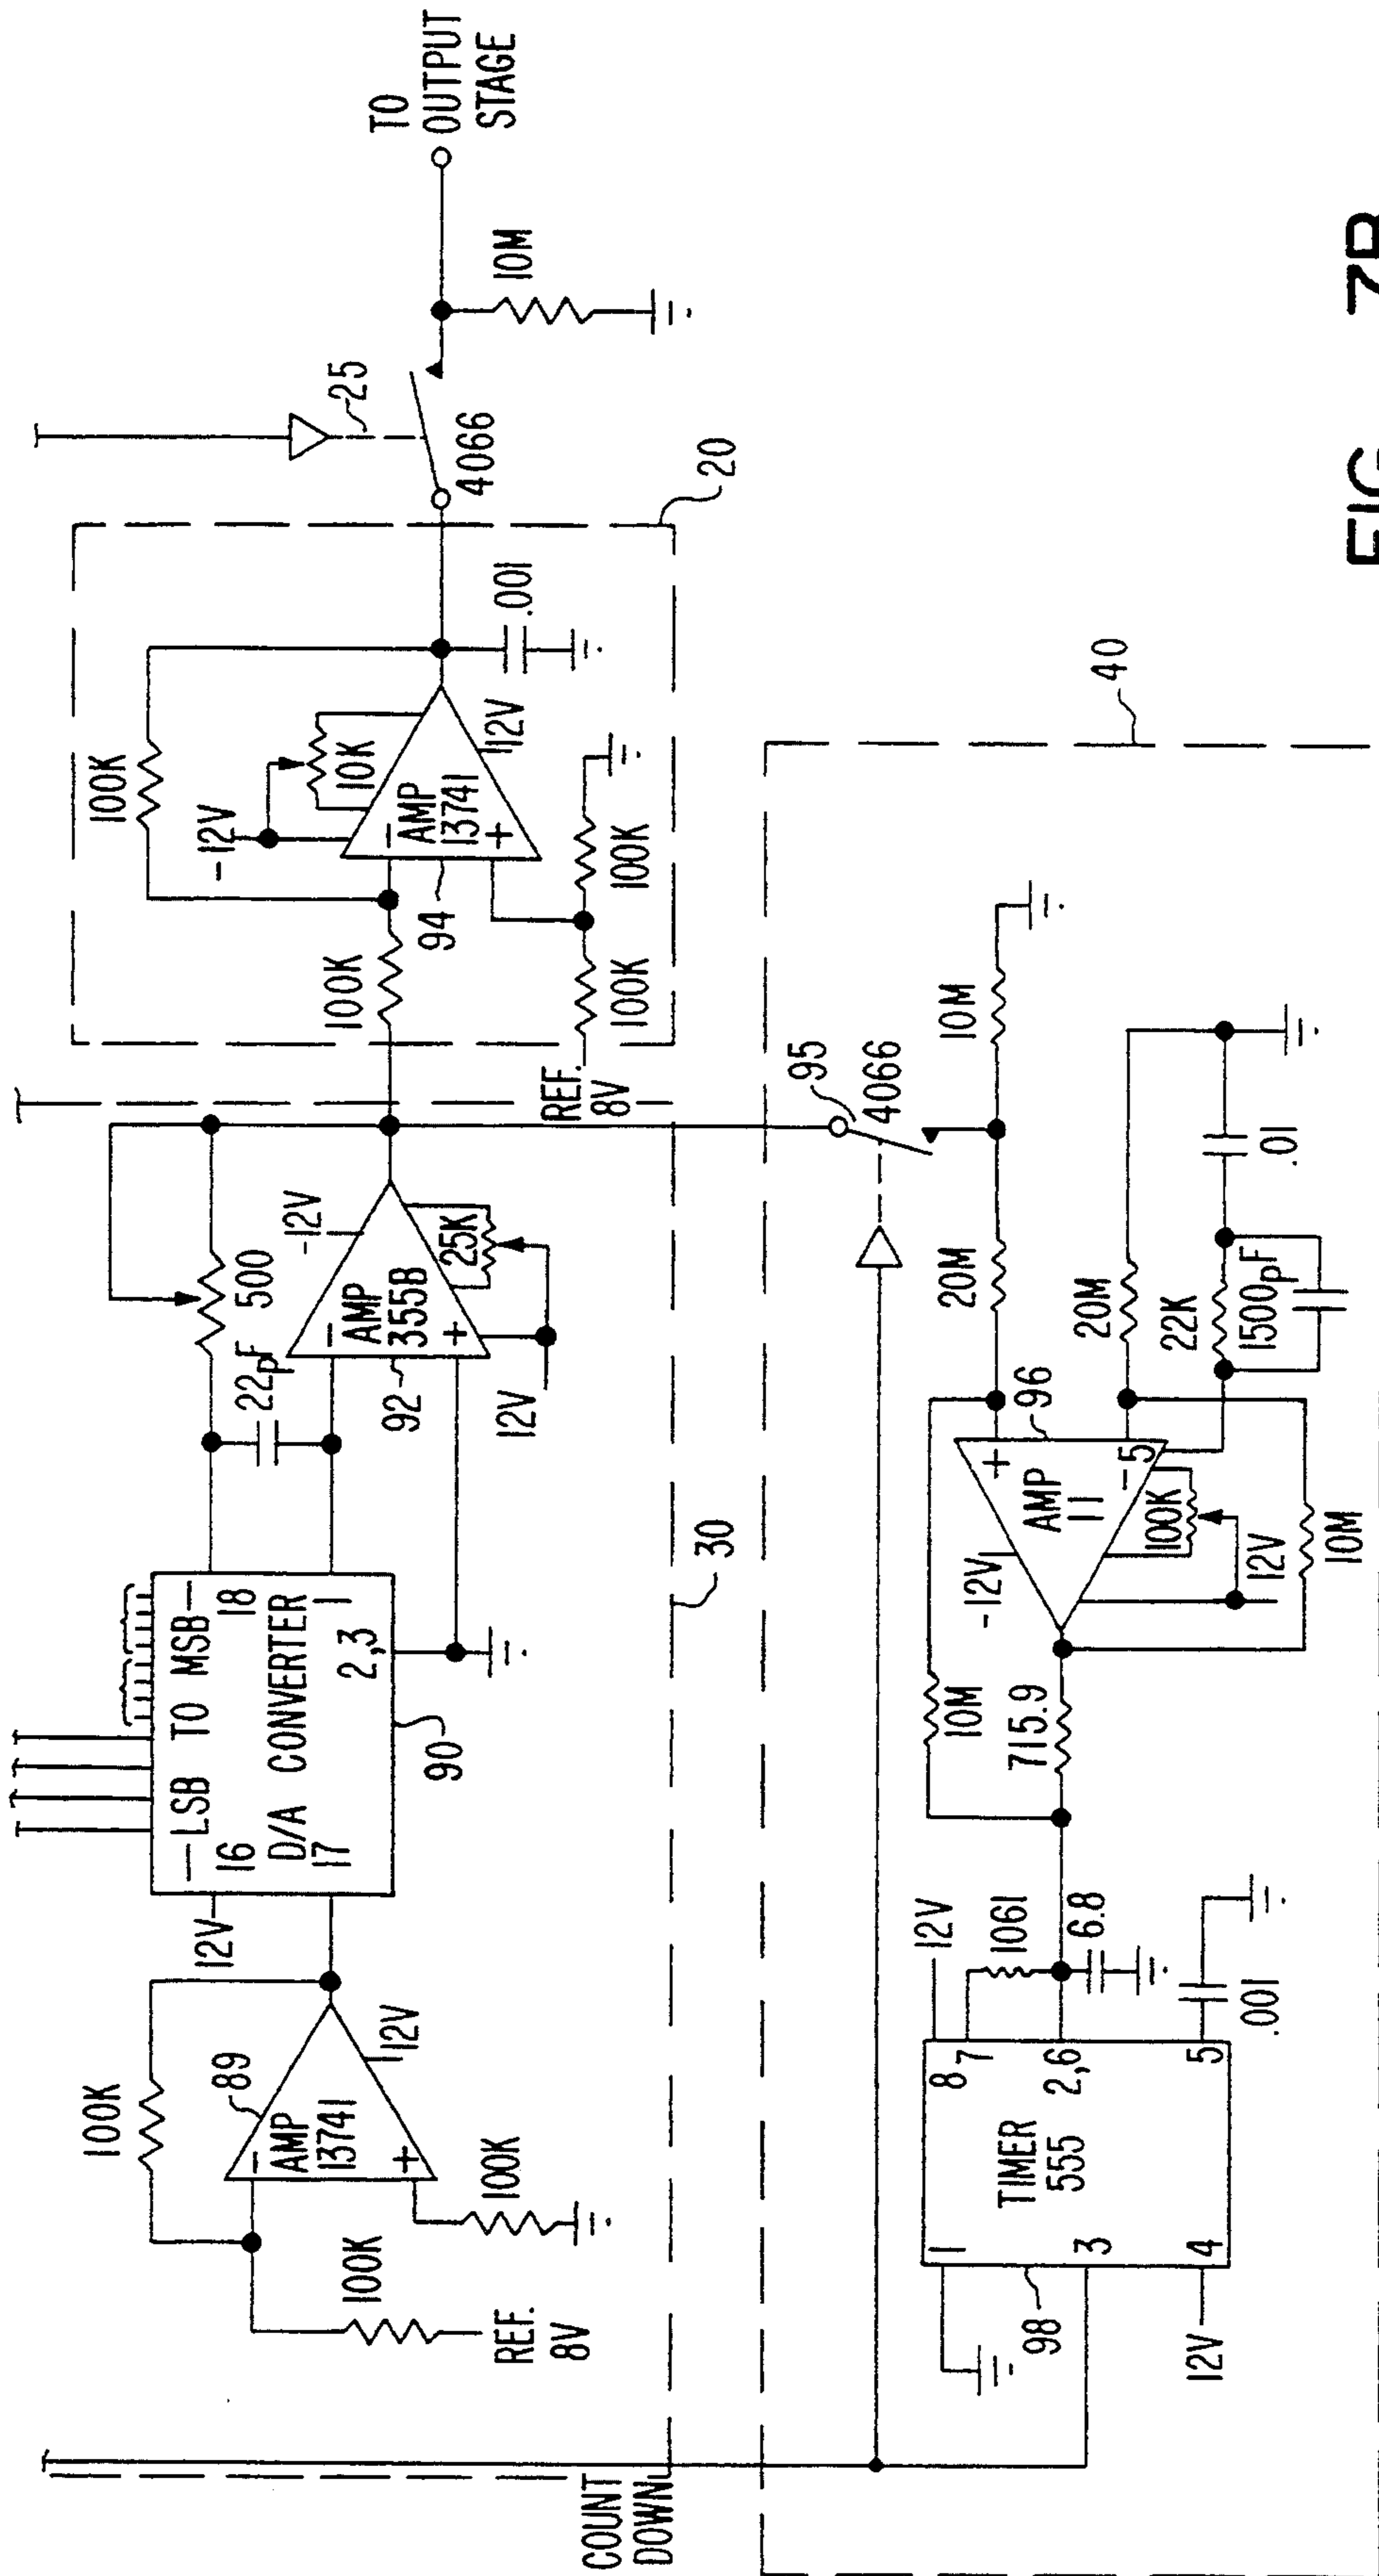 COUNT
DOWN
REF.
8V
100K
100K
100K
89
AMP
13741
-
+
12V
12V
LSB TO MSB
16
18
D/A CONVERTER
17
1
2,3
90
22pF
500
-12V
92
AMP
355B
-
+
25K
12V
30
REF.
8V
100K
100K
100K
100K
94
-12V
10K
AMP
13741
-
+
12V
.001
20
4066
25
10M
TO
OUTPUT
STAGE
40
95
4066
10M
20M
10M
715.9
-12V
AMP
11
+
-
5
96
100K
12V
10M
20M
22K
1500pF
.01
12V
1061
6.8
.001
1
8
7
2,6
5
TIMER
555
3
4
98
12V
FIG. 7B